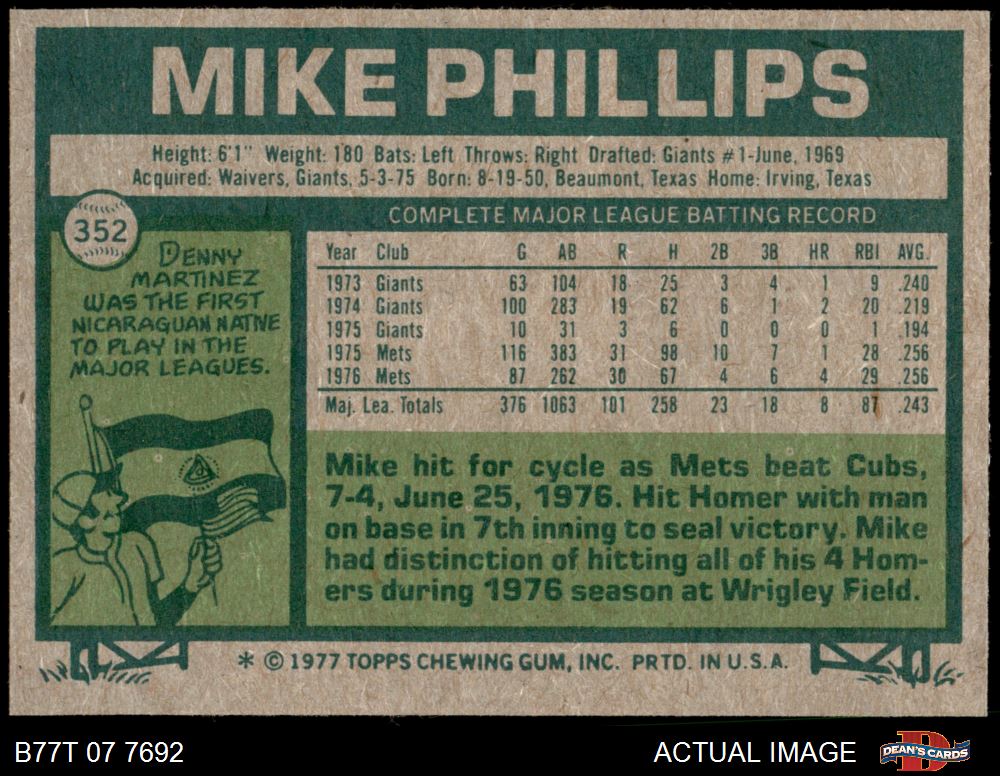 MIKE PHILLIPS
Height: 6'1" Weight: 180 Bats: Left Throws: Right Drafted: Giants #1-June, 1969
Acquired: Waivers, Giants, 5-3-75 Born: 8-19-50, Beaumont, Texas Home: Irving, Texas
352
DENNY
MARTINEZ
WAS THE FIRST
NICARAGUAN NATIVE
TO PLAY IN THE
MAJOR LEAGUES.
COMPLETE MAJOR LEAGUE BATTING RECORD
Year Club G AB R H 2B 3B HR RBI AVG.
1973 Giants 63 104 18 25 3 4 1 9 .240
1974 Giants 100 283 19 62 6 1 2 20 .219
1975 Giants 10 31 3 6 0 0 0 1 .194
1975 Mets 116 383 31 98 10 7 1 28 .256
1976 Mets 87 262 30 67 4 6 4 29 .256
Maj. Lea. Totals 376 1063 101 258 23 18 8 87 .243
Mike hit for cycle as Mets beat Cubs,
7-4, June 25, 1976. Hit Homer with man
on base in 7th inning to seal victory. Mike
had distinction of hitting all of his 4 Hom-
ers during 1976 season at Wrigley Field.
* © 1977 TOPPS CHEWING GUM, INC. PRTD. IN U.S.A.
B77T 07 7692
ACTUAL IMAGE
D
DEAN'S CARDS